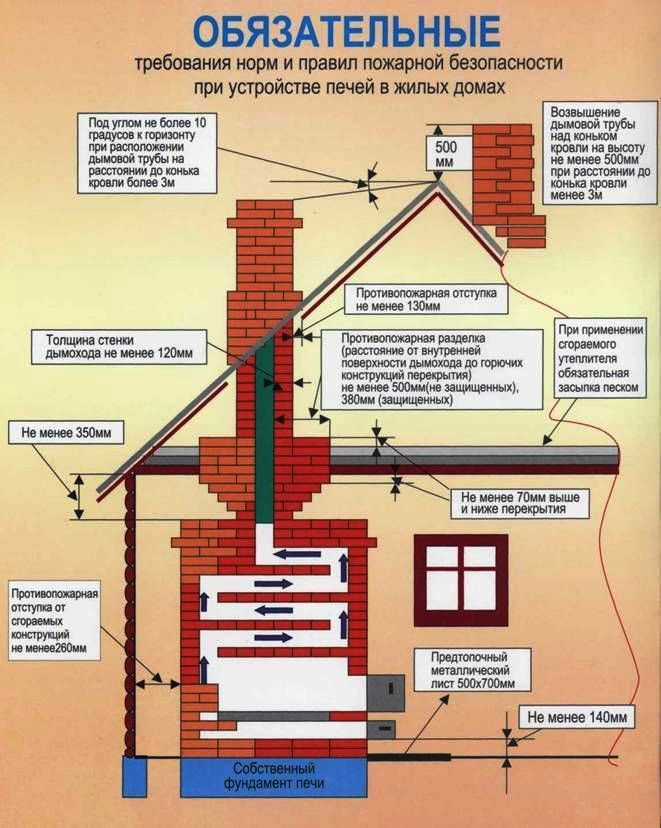 ОБЯЗАТЕЛЬНЫЕ
требования норм и правил пожарной безопасности
при устройстве печей в жилых домах
Под углом не более 10
градусов к горизонту
при расположении
дымовой трубы на
расстоянии до конька
кровли более 3м
500
мм
Возвышение
дымовой трубы
над коньком
кровли на высоту
не менее 500мм
при расстоянии до
конька кровли
менее 3м
Противопожарная отступка
не менее 130мм
Толщина стенки
дымохода не менее 120мм
Противопожарная разделка
(расстояние от внутренней
поверхности дымохода до горючих
конструкций перекрытия)
не менее 500мм(не защищенных),
380мм (защищенных)
При применении
сгораемого
утеплителя
обязательная
засыпка песком
Не менее 350мм
Не менее 70мм выше
и ниже перекрытия
Противопожарная
отступка от
сгораемых
конструкций
не менее260мм
Предтопочный
металлический
лист 500х700мм
Не менее 140мм
Собственный
фундамент печи